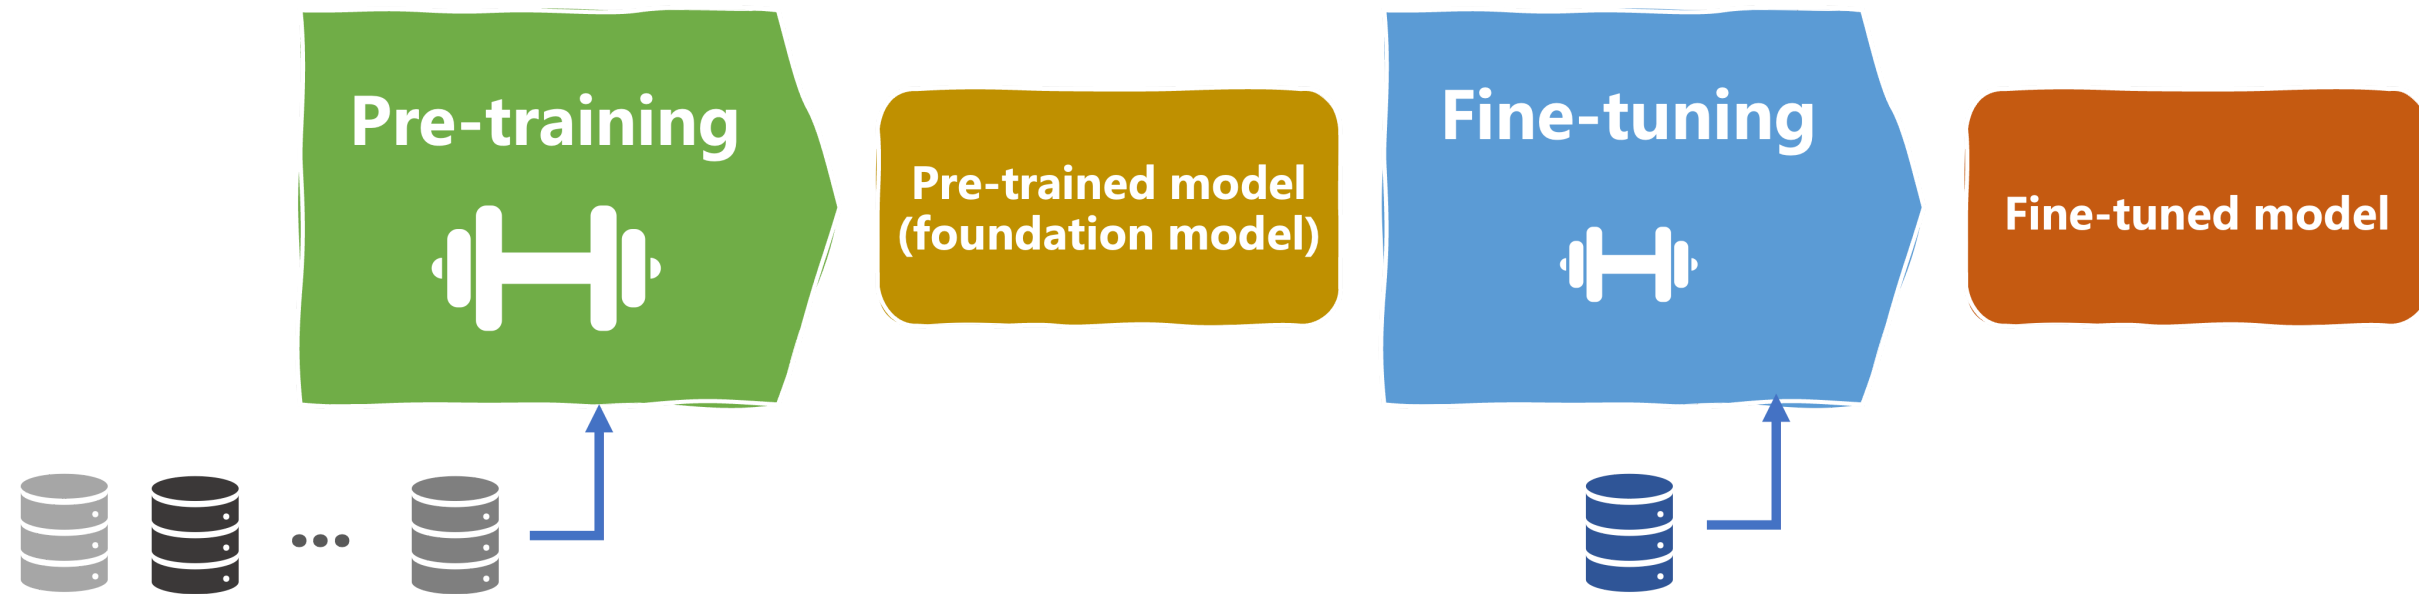 Pre-training
Pre-trained model
(foundation model)
Fine-tuning
Fine-tuned model